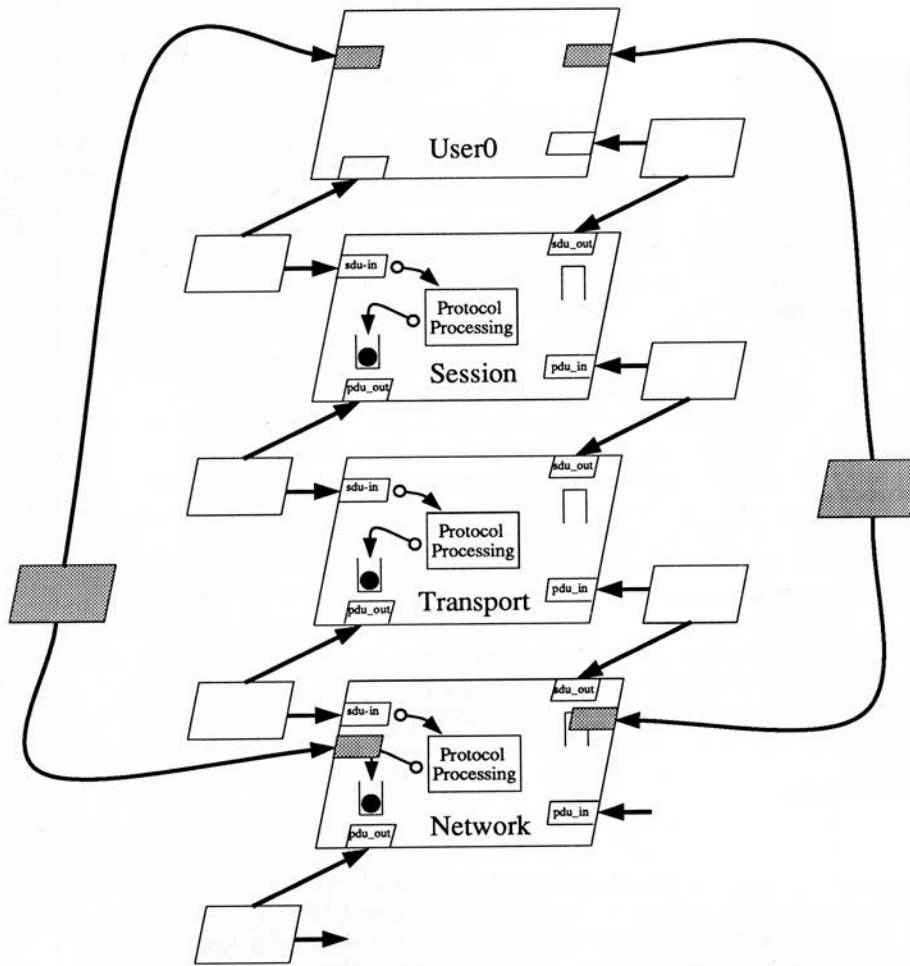 User0
sdu_out
sdu-in
Protocol
Processing
pdu_in
Session
pdu_out
sdu_out
sdu-in
Protocol
Processing
pdu_in
Transport
pdu_out
sdu_out
sdu-in
Protocol
Processing
pdu_in
Network
pdu_out